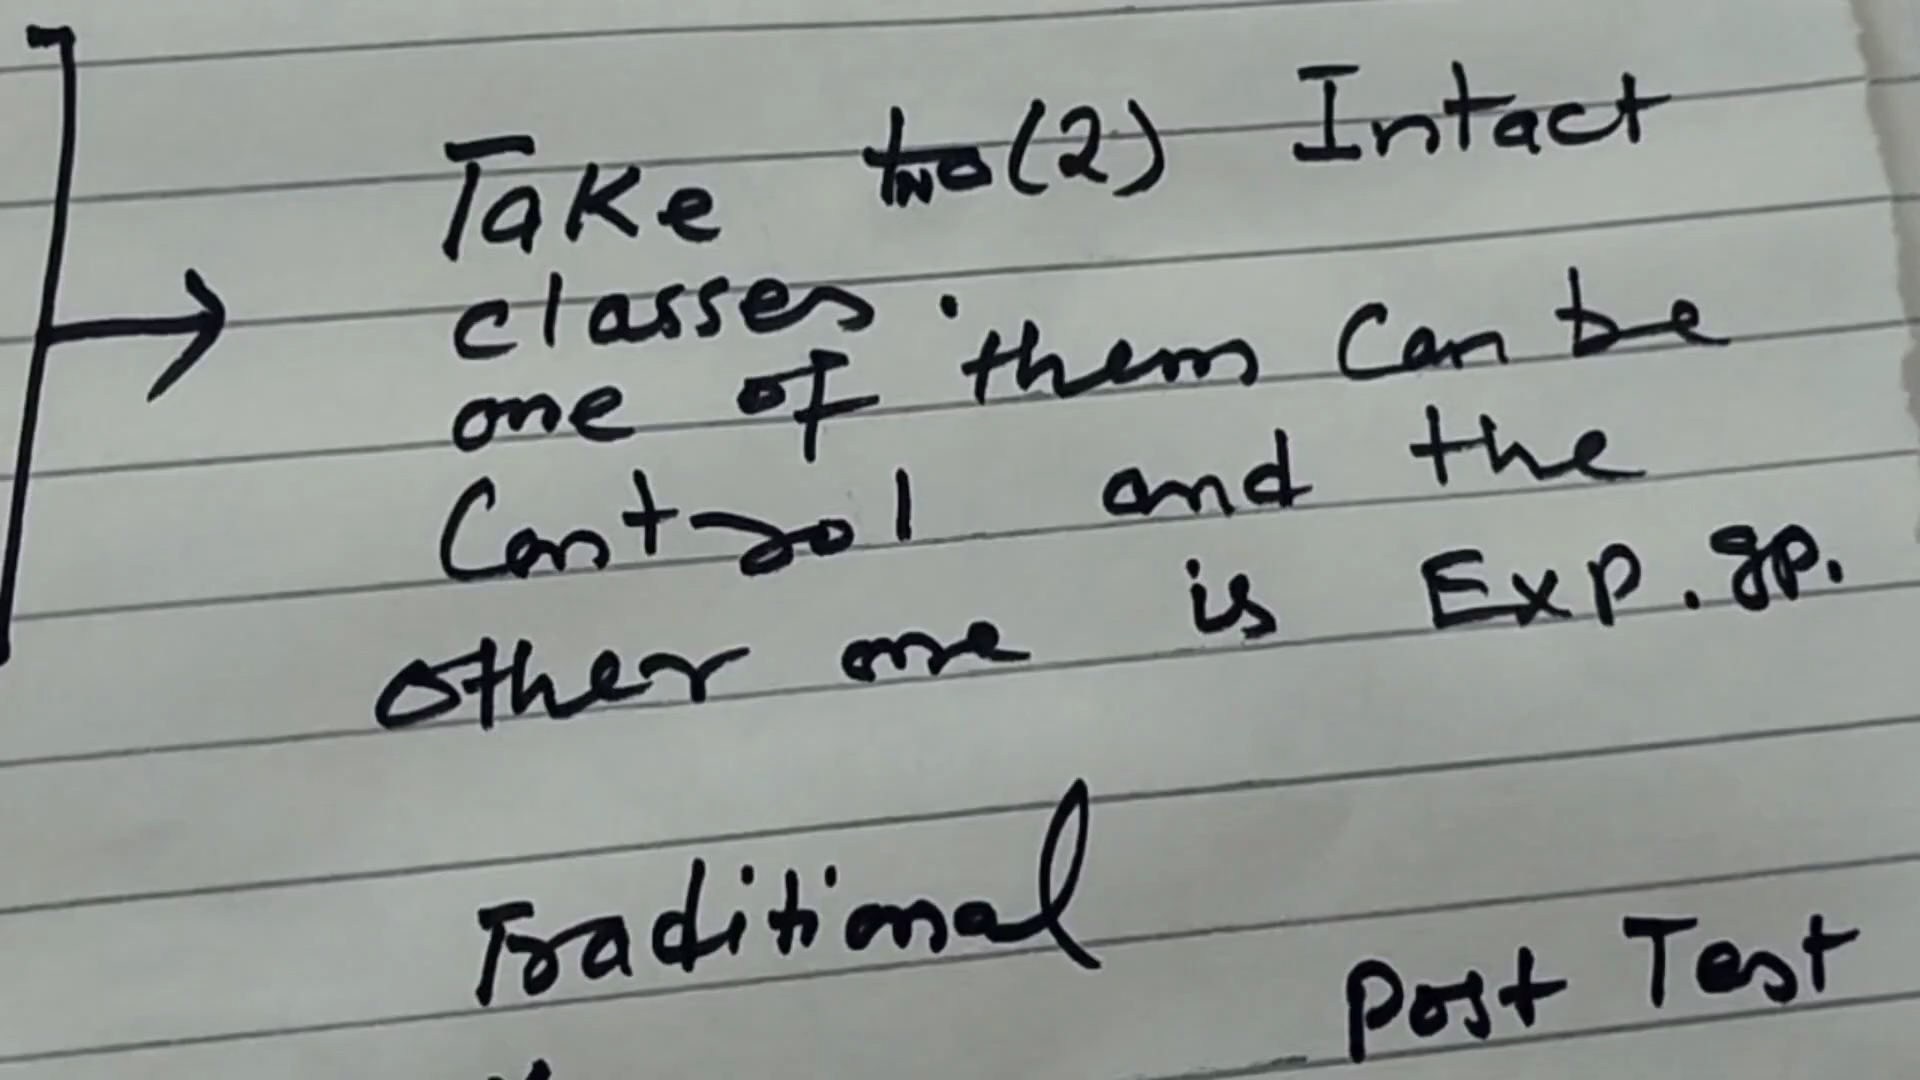 Take two (2) Intact
classes.
one of them can be
Control and the
other one is Exp. gp.
Traditional
Post Test